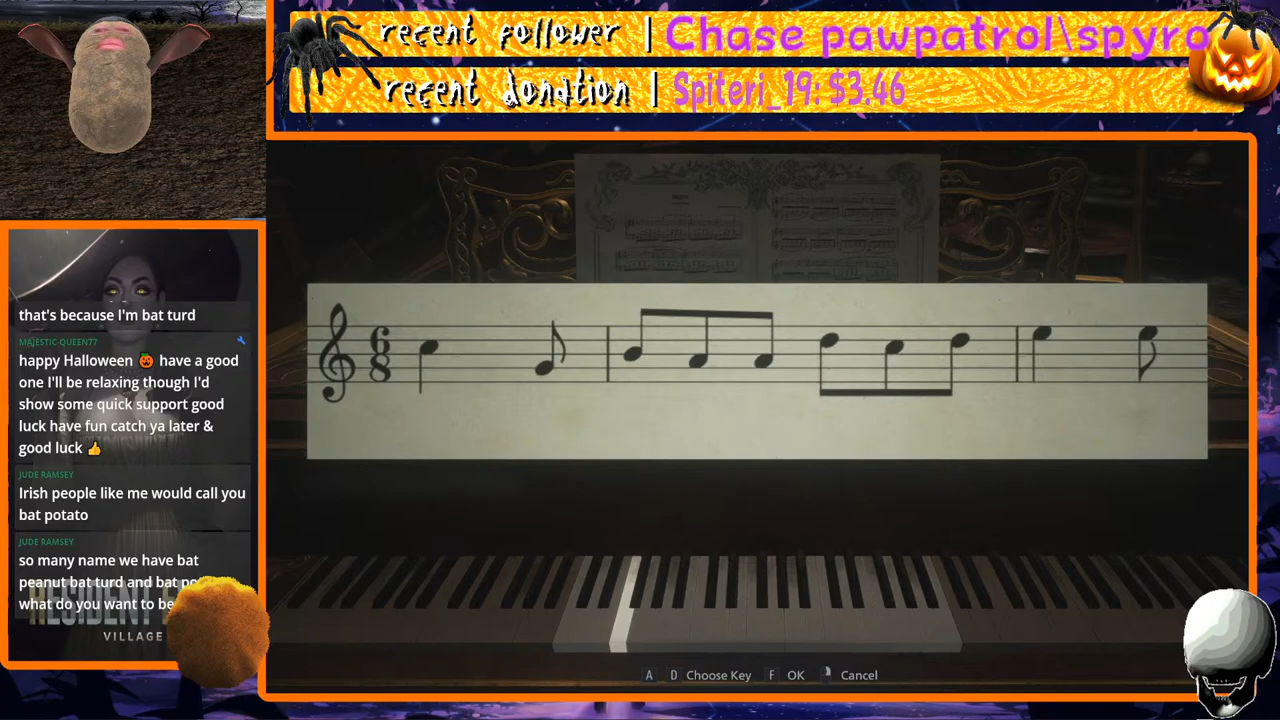 recent follower | Chase pawpatrol\spyro
recent donation | Spiteri_19: $3.46
that's because I'm bat turd
MAJESTIC-QUEEN77
happy Halloween 🎃 have a good
one I'll be relaxing though I'd
show some quick support good
luck have fun catch ya later &
good luck 👍
JUDE RAMSEY
Irish people like me would call you
bat potato
JUDE RAMSEY
so many name we have bat
peanut bat turd and bat
what do you want to be
VILLAGE
6
8
A D Choose Key F OK Cancel